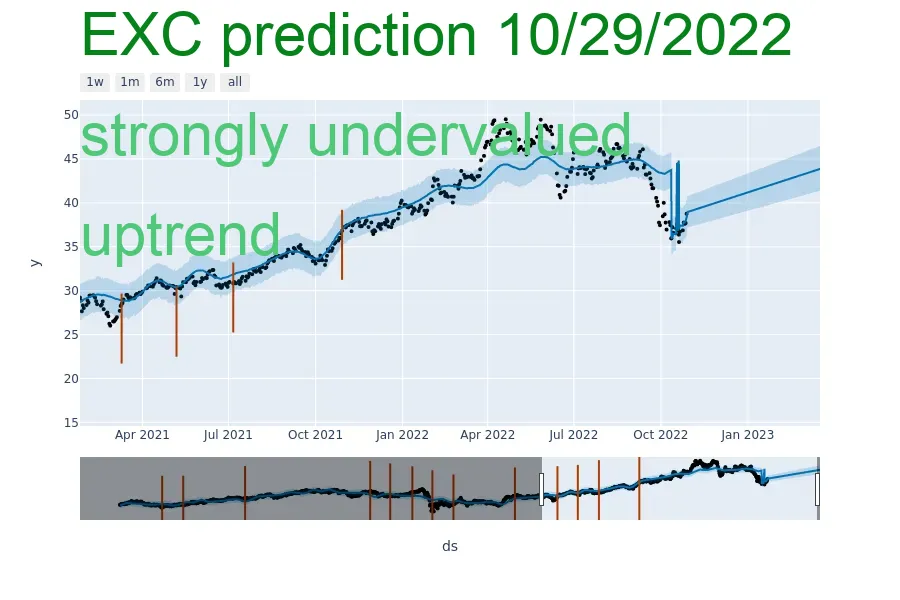 EXC prediction 10/29/2022
1w 1m 6m 1y all
strongly undervalued
uptrend
50
45
40
35
30
25
20
15
y
Apr 2021 Jul 2021 Oct 2021 Jan 2022 Apr 2022 Jul 2022 Oct 2022 Jan 2023
ds